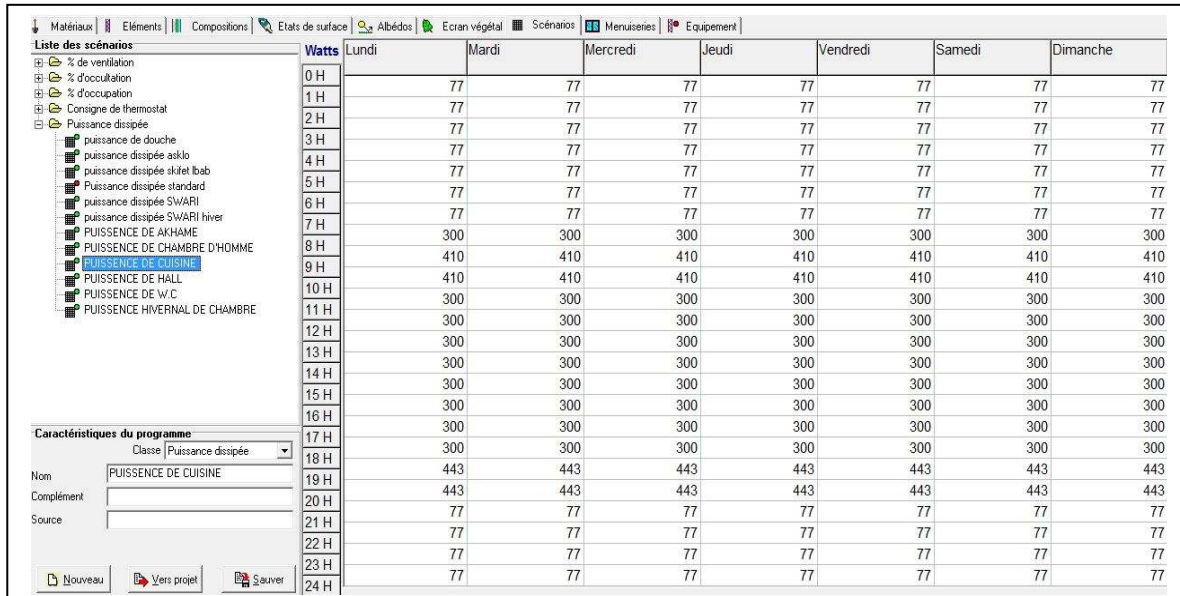 Matériaux Eléments Compositions Etats de surface Albédos Ecran végétal Scénarios Menuiseries Equipement
Liste des scénarios
% de ventilation
% d'occultation
% d'occupation
Consigne de thermostat
Puissance dissipée
puissance de douche
puissance dissipée asklo
puissance dissipée skifet lbab
Puissance dissipée standard
puissance dissipée SWARI
puissance dissipée SWARI hiver
PUISSENCE DE AKHAME
PUISSENCE DE CHAMBRE D'HOMME
PUISSENCE DE CUISINE
PUISSENCE DE HALL
PUISSENCE DE W.C
PUISSENCE HIVERNAL DE CHAMBRE
Caractéristiques du programme
Classe Puissance dissipée
Nom PUISSENCE DE CUISINE
Complément
Source
Nouveau Vers projet Sauver
Watts Lundi Mardi Mercredi Jeudi Vendredi Samedi Dimanche
0 H
77 77 77 77 77 77 77
1 H
77 77 77 77 77 77 77
2 H
77 77 77 77 77 77 77
3 H
77 77 77 77 77 77 77
4 H
77 77 77 77 77 77 77
5 H
77 77 77 77 77 77 77
6 H
77 77 77 77 77 77 77
7 H
300 300 300 300 300 300 300
8 H
410 410 410 410 410 410 410
9 H
410 410 410 410 410 410 410
10 H
300 300 300 300 300 300 300
11 H
300 300 300 300 300 300 300
12 H
300 300 300 300 300 300 300
13 H
300 300 300 300 300 300 300
14 H
300 300 300 300 300 300 300
15 H
300 300 300 300 300 300 300
16 H
300 300 300 300 300 300 300
17 H
300 300 300 300 300 300 300
18 H
443 443 443 443 443 443 443
19 H
443 443 443 443 443 443 443
20 H
77 77 77 77 77 77 77
21 H
77 77 77 77 77 77 77
22 H
77 77 77 77 77 77 77
23 H
77 77 77 77 77 77 77
24 H